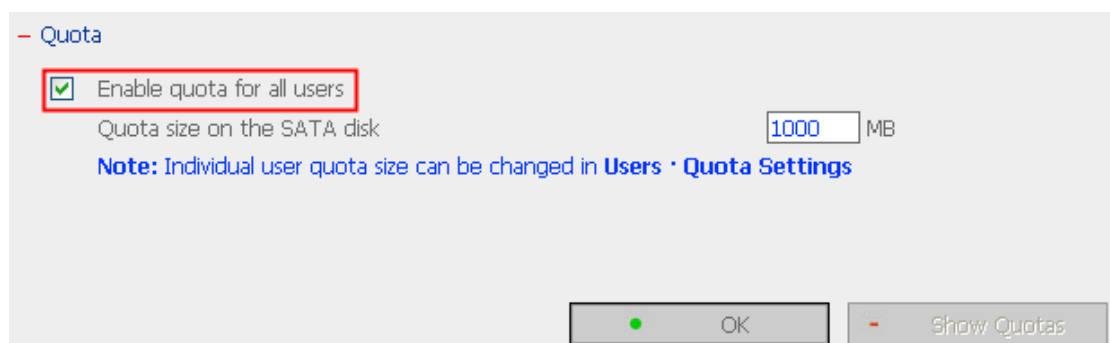 – Quota
Enable quota for all users
Quota size on the SATA disk 1000 MB
Note: Individual user quota size can be changed in Users · Quota Settings
OK - Show Quotas